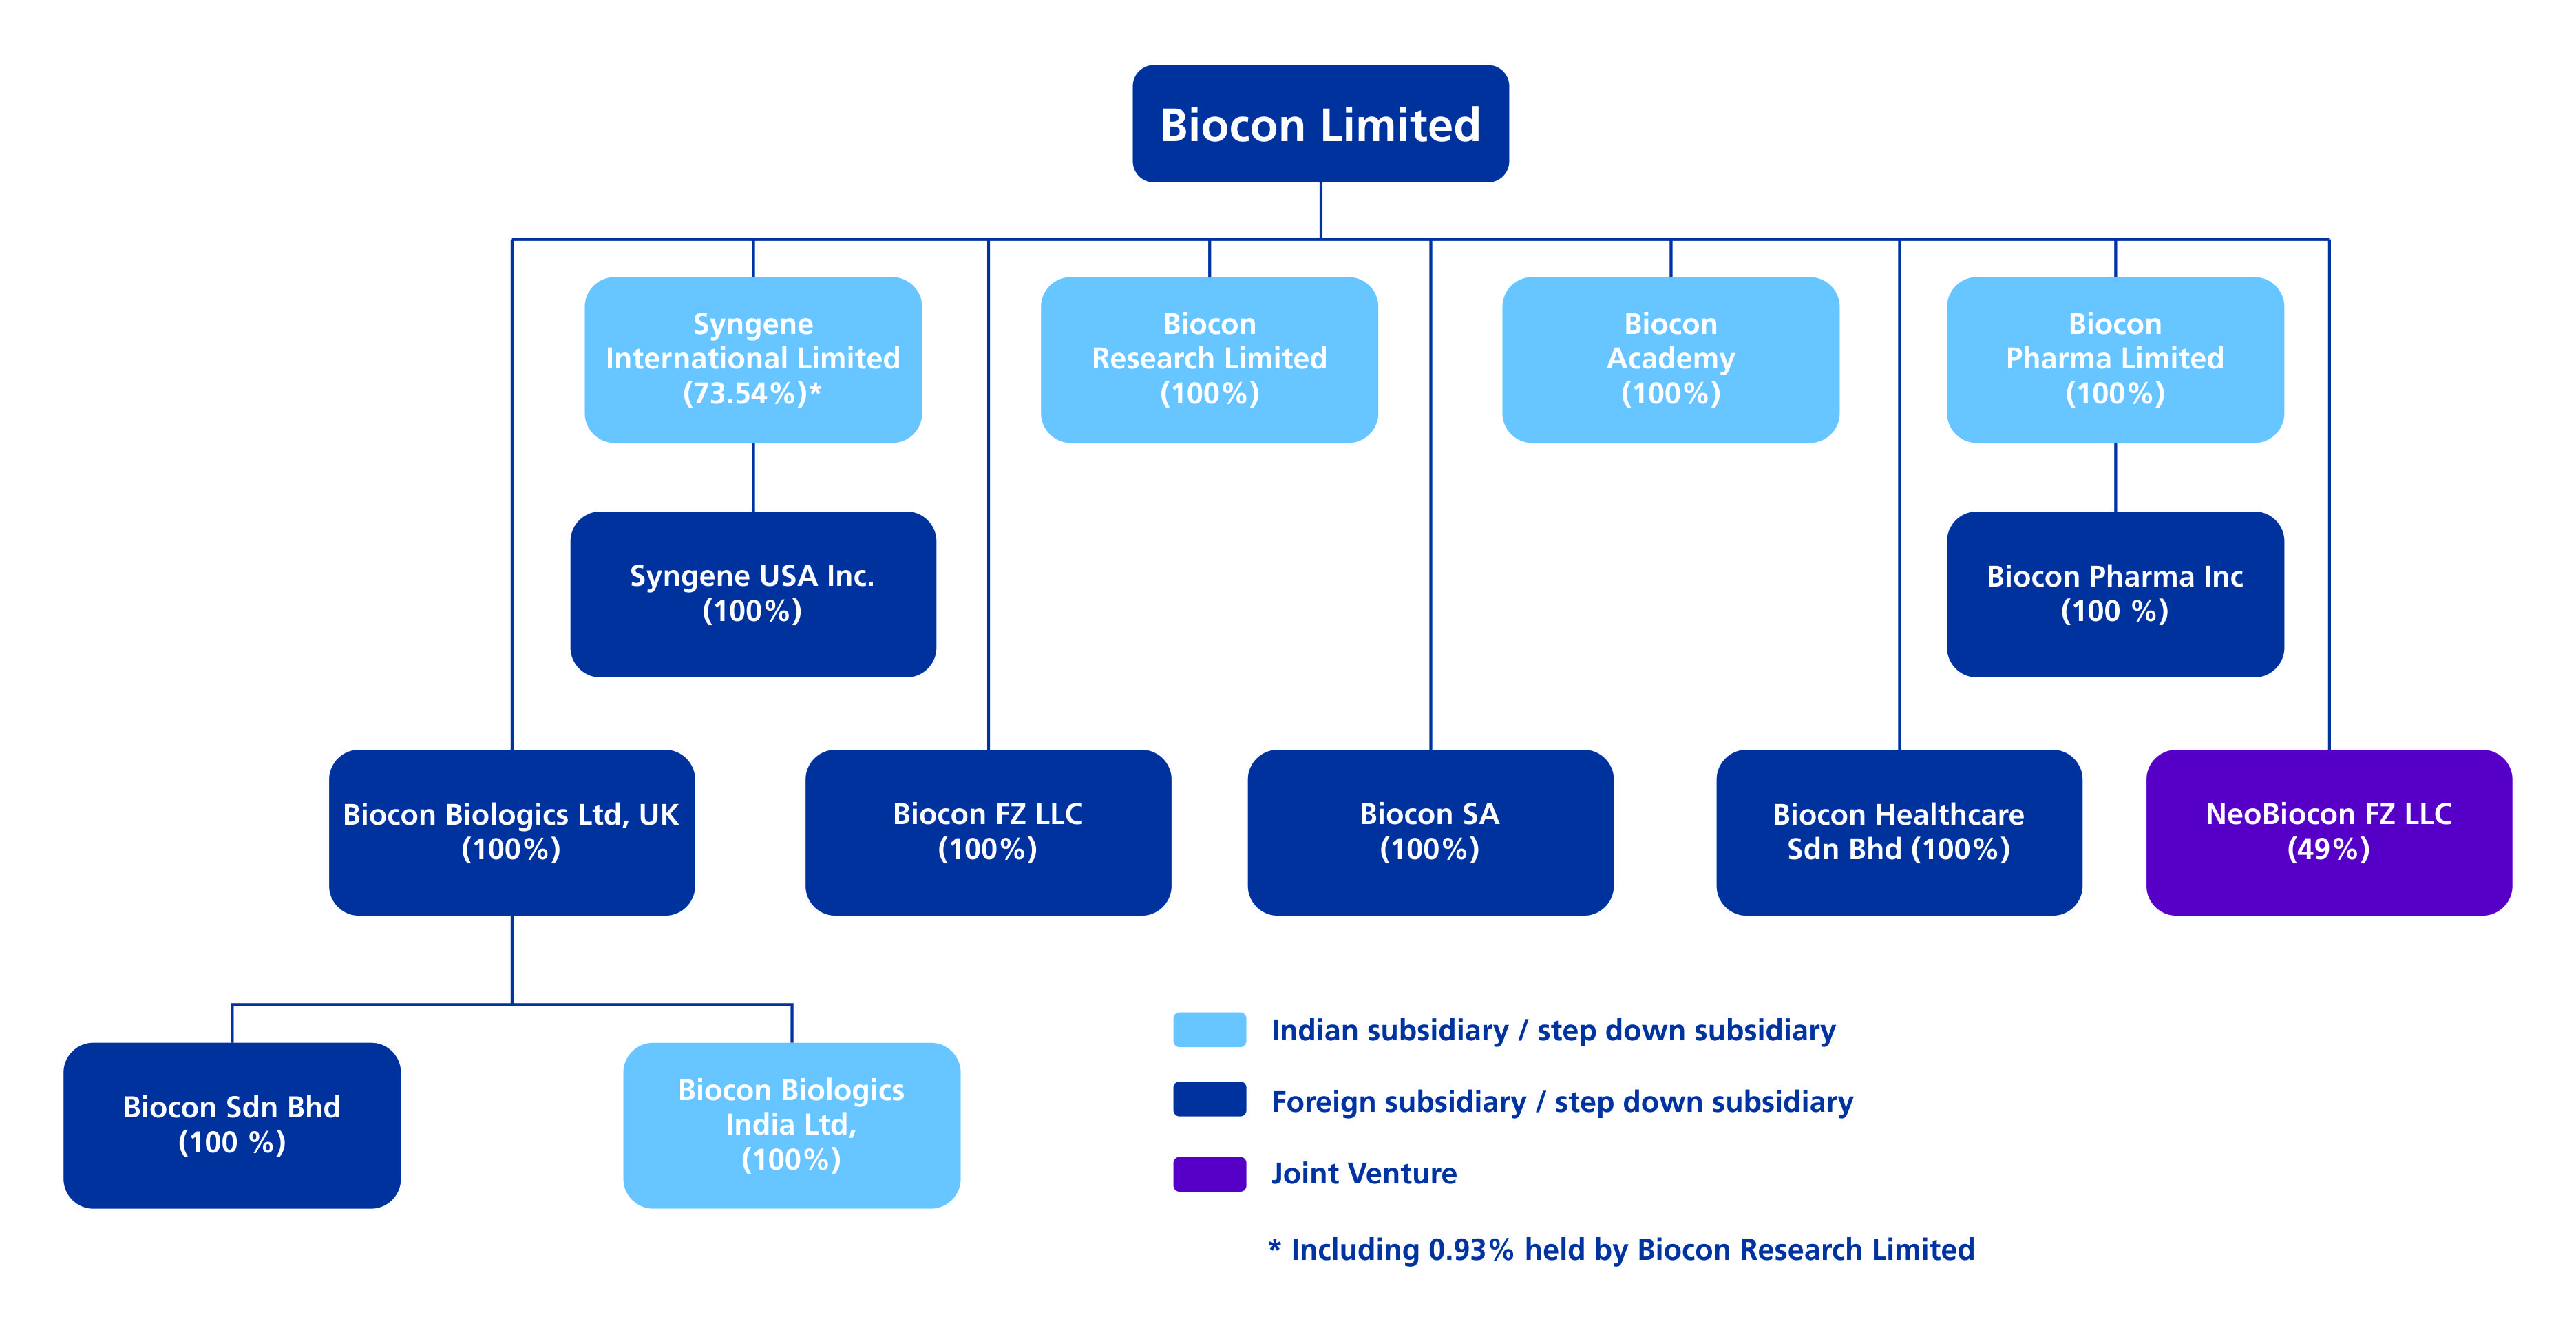 Biocon Limited
Syngene
International Limited
(73.54%)*
Biocon
Research Limited
(100%)
Biocon
Academy
(100%)
Biocon
Pharma Limited
(100%)
Syngene USA Inc.
(100%)
Biocon Pharma Inc
(100 %)
Biocon Biologics Ltd, UK
(100%)
Biocon FZ LLC
(100%)
Biocon SA
(100%)
Biocon Healthcare
Sdn Bhd (100%)
NeoBiocon FZ LLC
(49%)
Biocon Sdn Bhd
(100 %)
Biocon Biologics
India Ltd,
(100%)
Indian subsidiary / step down subsidiary
Foreign subsidiary / step down subsidiary
Joint Venture
* Including 0.93% held by Biocon Research Limited